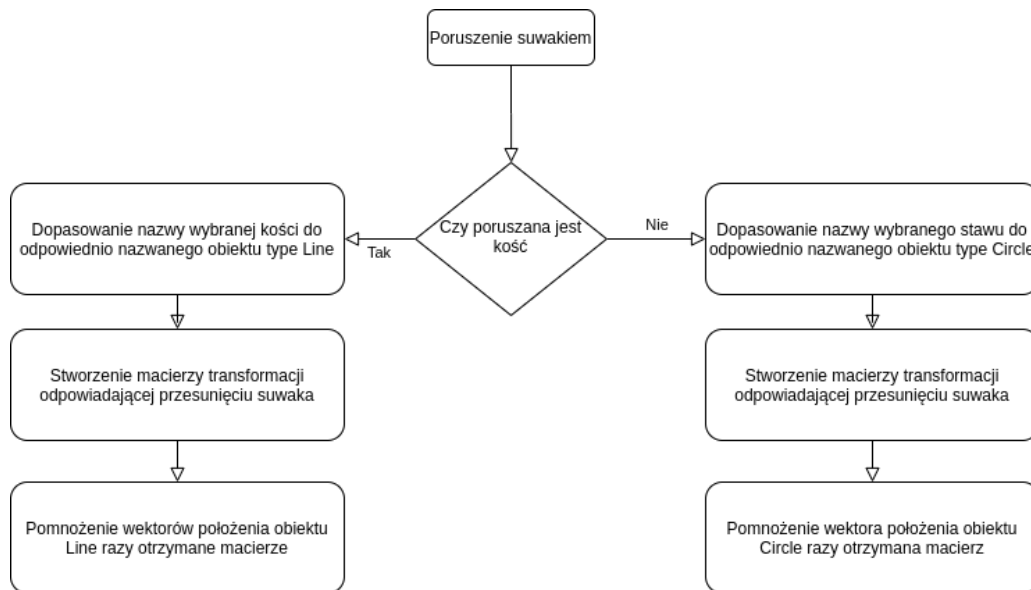 Poruszenie suwakiem
Czy poruszana jest
kość
Tak
Nie
Dopasowanie nazwy wybranej kości do
odpowiednio nazwanego obiektu type Line
Stworzenie macierzy transformacji
odpowiadającej przesunięciu suwaka
Pomnożenie wektorów położenia obiektu
Line razy otrzymane macierze
Dopasowanie nazwy wybranego stawu do
odpowiednio nazwanego obiektu type Circle
Stworzenie macierzy transformacji
odpowiadającej przesunięciu suwaka
Pomnożenie wektora położenia obiektu
Circle razy otrzymana macierz